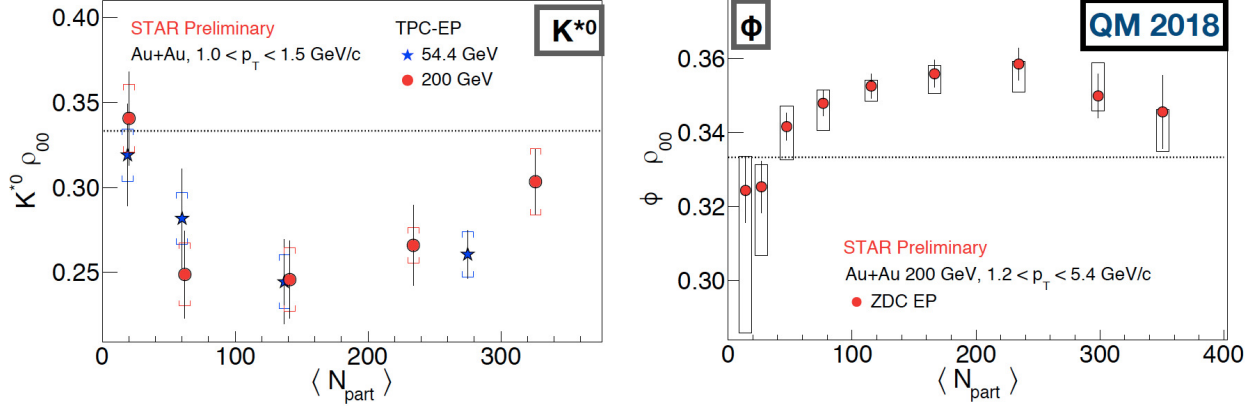 0.40
0.35
0.30
0.25
K*0 ρ00
STAR Preliminary
Au+Au, 1.0 < pT < 1.5 GeV/c
TPC-EP
54.4 GeV
200 GeV
K*0
0 100 200 300
⟨ Npart ⟩
0.36
0.34
0.32
0.30
ϕ ρ00
ϕ
QM 2018
STAR Preliminary
Au+Au 200 GeV, 1.2 < pT < 5.4 GeV/c
ZDC EP
0 100 200 300 400
⟨ Npart ⟩